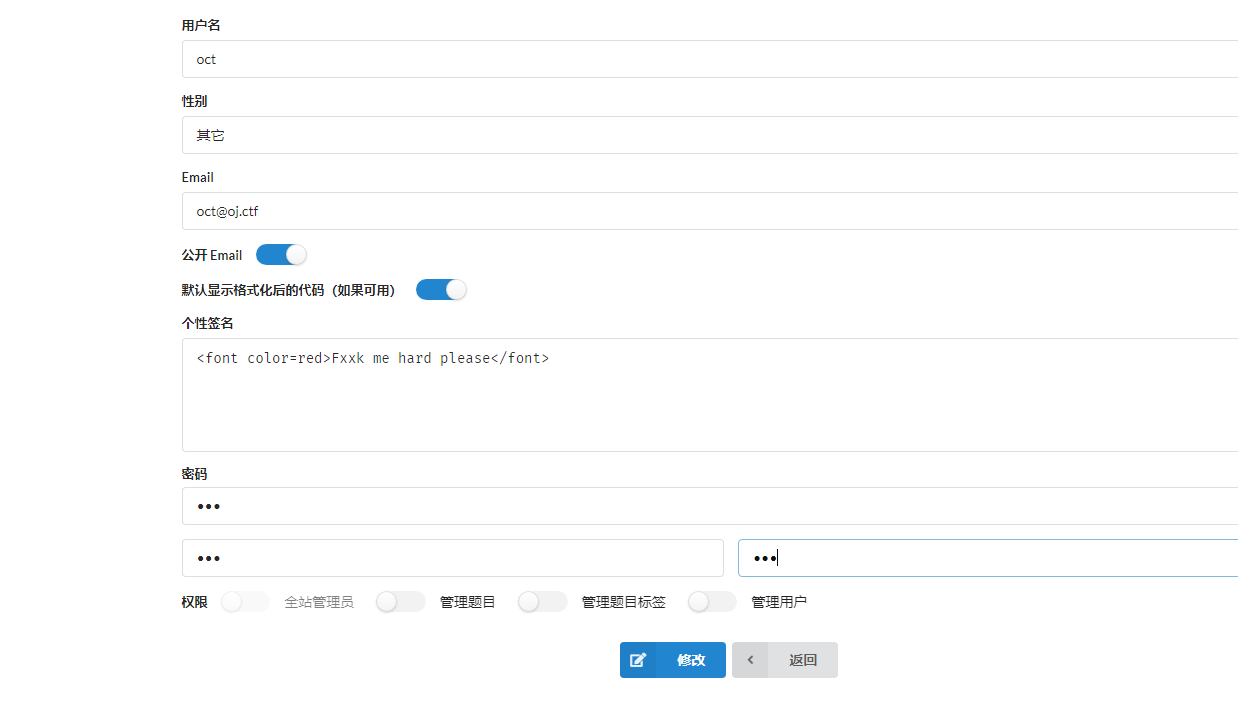 用户名
oct
性别
其它
Email
oct@oj.ctf
公开 Email
默认显示格式化后的代码（如果可用）
个性签名
<font color=red>Fxxk me hard please</font>
密码
•••
••• •••
权限 全站管理员 管理题目 管理题目标签 管理用户
修改 返回